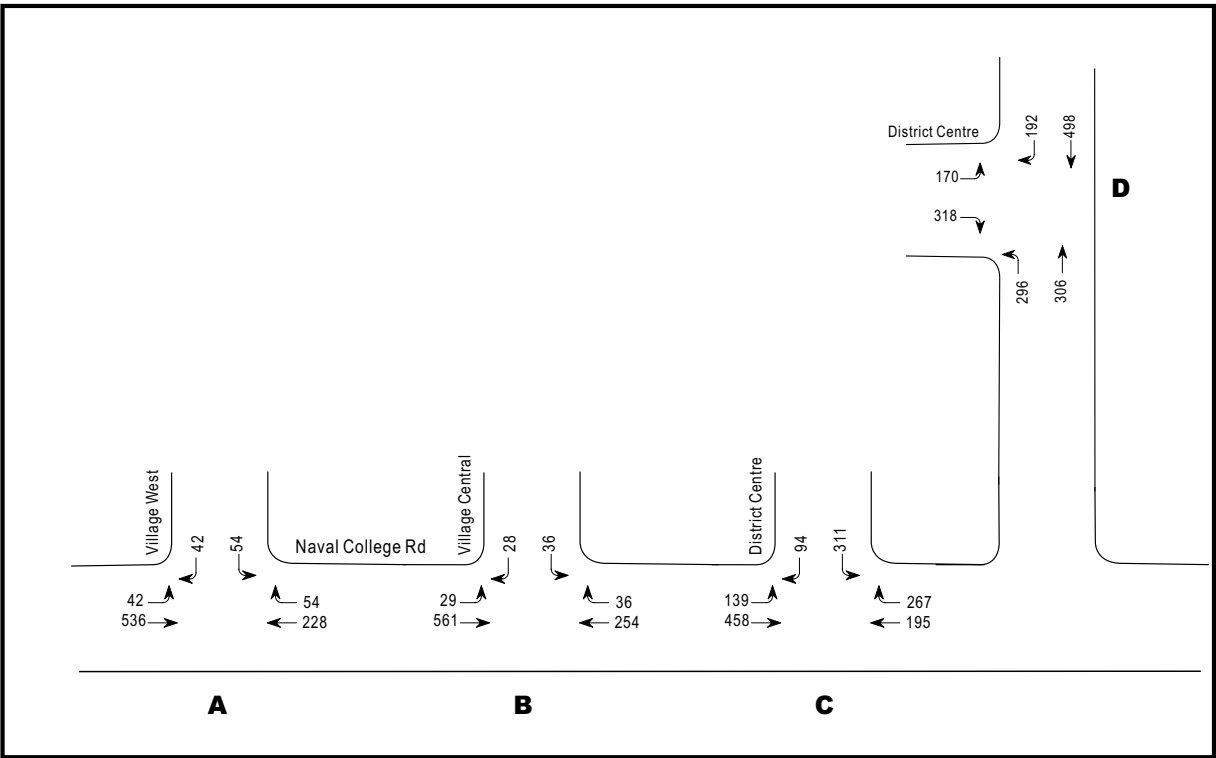 District Centre
192
498
170
D
318
296
306
Village West
42
54
Naval College Rd
Village Central
28
36
District Centre
94
311
42
54
536
228
29
36
561
254
139
267
458
195
A
B
C